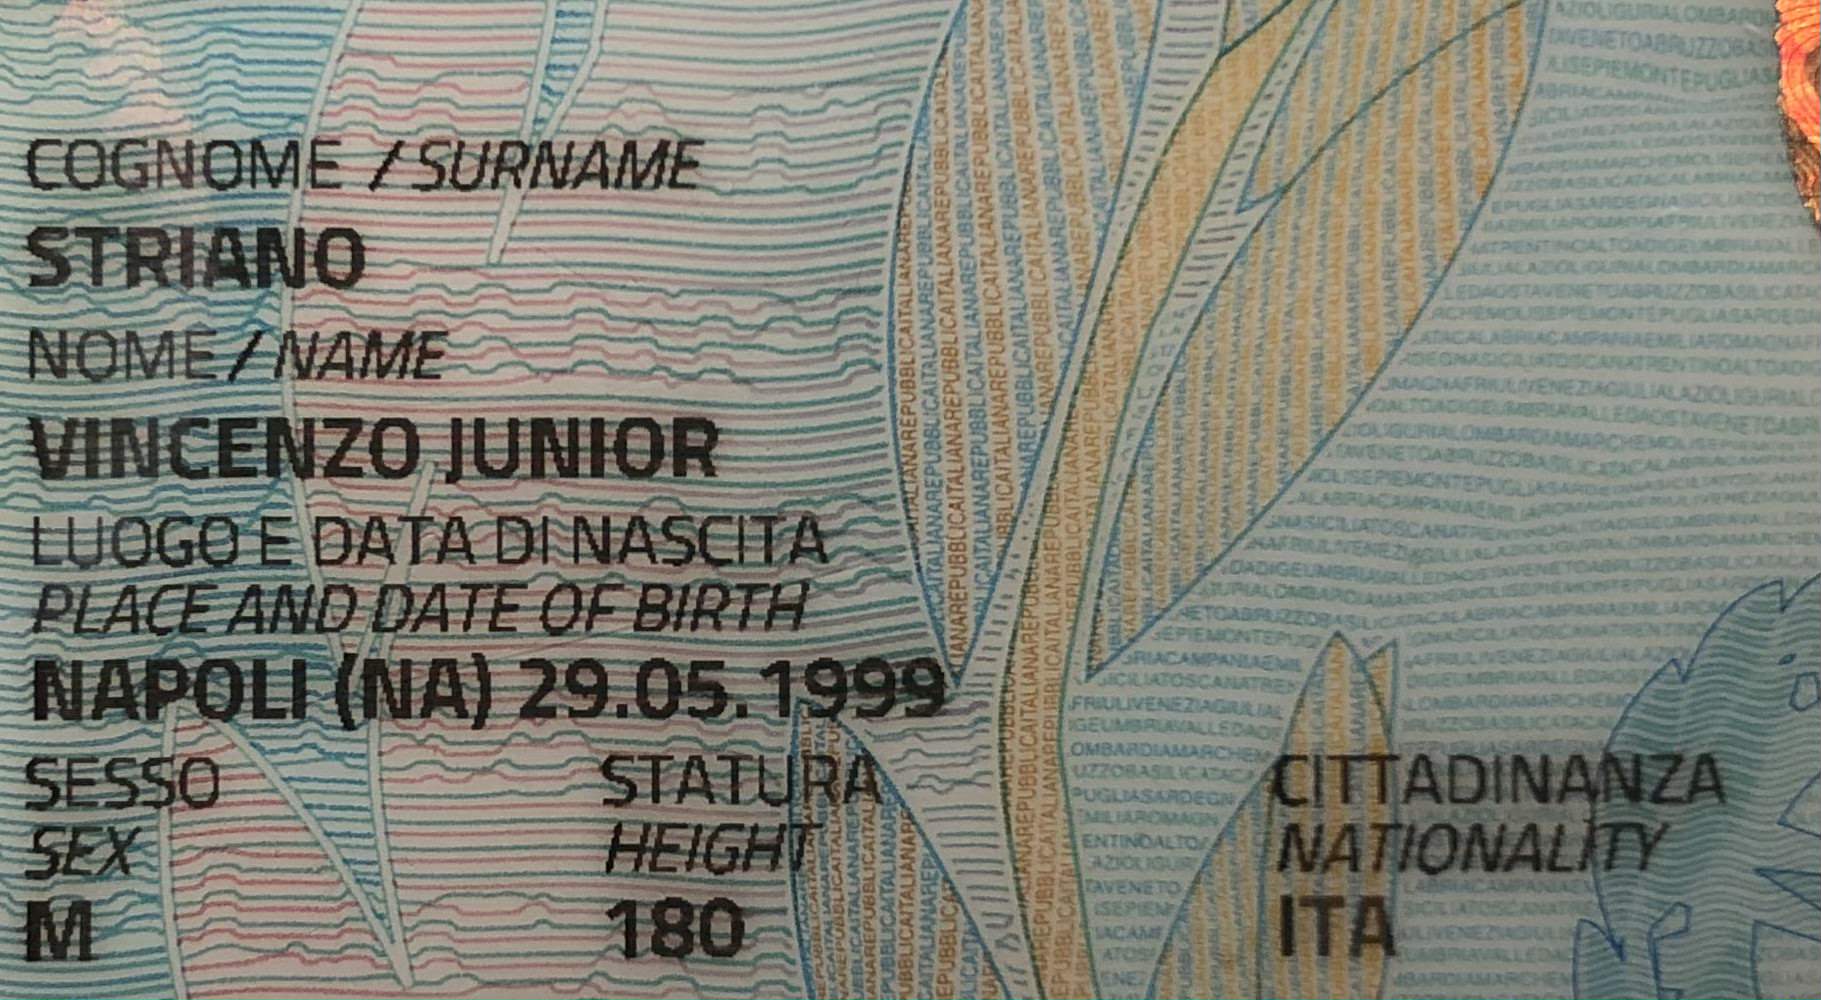 COGNOME / SURNAME
STRIANO
NOME / NAME
VINCENZO JUNIOR
LUOGO E DATA DI NASCITA
PLACE AND DATE OF BIRTH
NAPOLI (NA) 29.05.1999
SESSO STATURA CITTADINANZA
SEX HEIGHT NATIONALITY
M 180 ITA